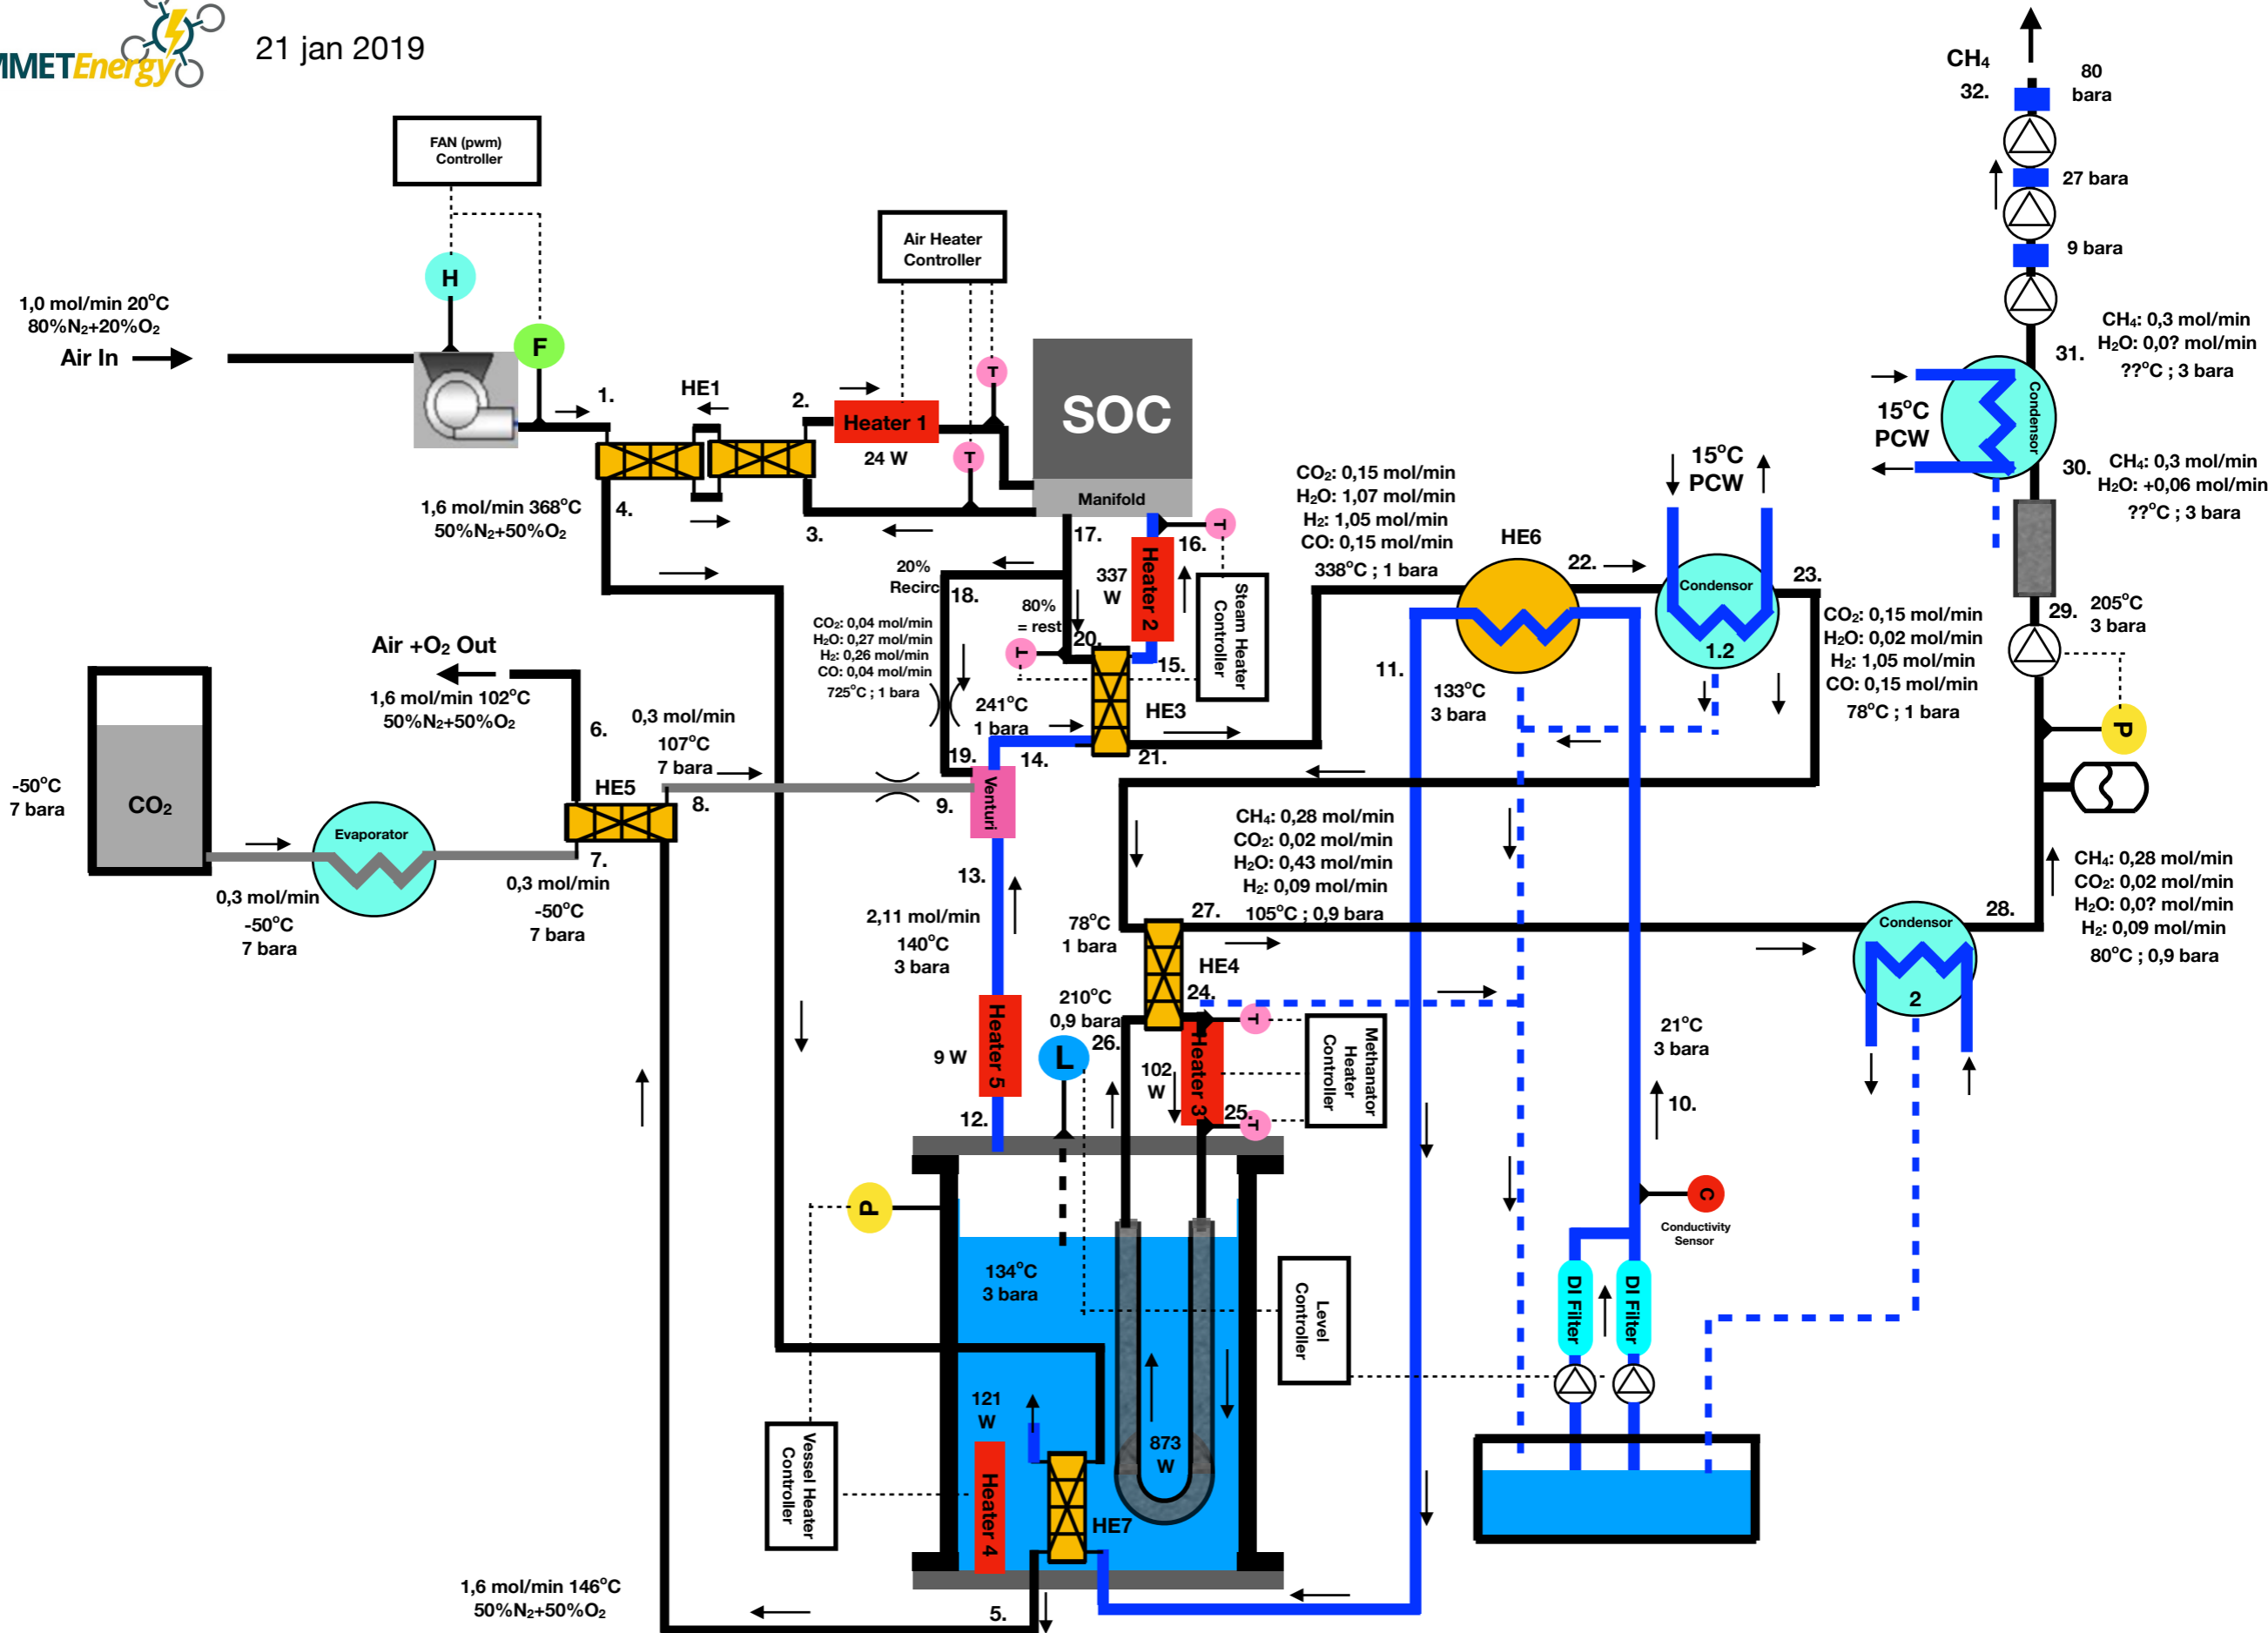 MMETEnergy
21 jan 2019
FAN (pwm)
Controller
H
F
1,0 mol/min 20°C
80%N₂+20%O₂
Air In
1.
HE1
2.
Air Heater
Controller
T
T
Heater 1
24 W
SOC
Manifold
3.
4.
1,6 mol/min 368°C
50%N₂+50%O₂
17.
16.
T
Heater 2
337
W
Steam Heater
Controller
20%
Recirc
18.
80%
= rest
20.
T
15.
CO₂: 0,04 mol/min
H₂O: 0,27 mol/min
H₂: 0,26 mol/min
CO: 0,04 mol/min
725°C ; 1 bara
241°C
1 bara
HE3
19.
14.
21.
Venturi
Air +O₂ Out
1,6 mol/min 102°C
50%N₂+50%O₂
6.
0,3 mol/min
107°C
7 bara
HE5
8.
9.
-50°C
7 bara
CO₂
Evaporator
7.
0,3 mol/min
-50°C
7 bara
0,3 mol/min
-50°C
7 bara
13.
2,11 mol/min
140°C
3 bara
Heater 5
9 W
12.
CO₂: 0,15 mol/min
H₂O: 1,07 mol/min
H₂: 1,05 mol/min
CO: 0,15 mol/min
338°C ; 1 bara
HE6
22.
15°C
PCW
Condensor
1.2
23.
11.
133°C
3 bara
CO₂: 0,15 mol/min
H₂O: 0,02 mol/min
H₂: 1,05 mol/min
CO: 0,15 mol/min
78°C ; 1 bara
CH₄: 0,28 mol/min
CO₂: 0,02 mol/min
H₂O: 0,43 mol/min
H₂: 0,09 mol/min
105°C ; 0,9 bara
27.
78°C
1 bara
HE4
24.
210°C
0,9 bara
26.
L
T
Heater 3
102
W
25.
T
Methanator
Heater
Controller
Condensor
2
28.
CH₄: 0,28 mol/min
CO₂: 0,02 mol/min
H₂O: 0,0? mol/min
H₂: 0,09 mol/min
80°C ; 0,9 bara
P
29.
205°C
3 bara
30.
CH₄: 0,3 mol/min
H₂O: +0,06 mol/min
??°C ; 3 bara
15°C
PCW
Condensor
31.
CH₄: 0,3 mol/min
H₂O: 0,0? mol/min
??°C ; 3 bara
9 bara
27 bara
CH₄
32.
80
bara
21°C
3 bara
10.
C
Conductivity
Sensor
DI Filter
DI Filter
Level
Controller
P
134°C
3 bara
121
W
Heater 4
Vessel Heater
Controller
873
W
HE7
5.
1,6 mol/min 146°C
50%N₂+50%O₂